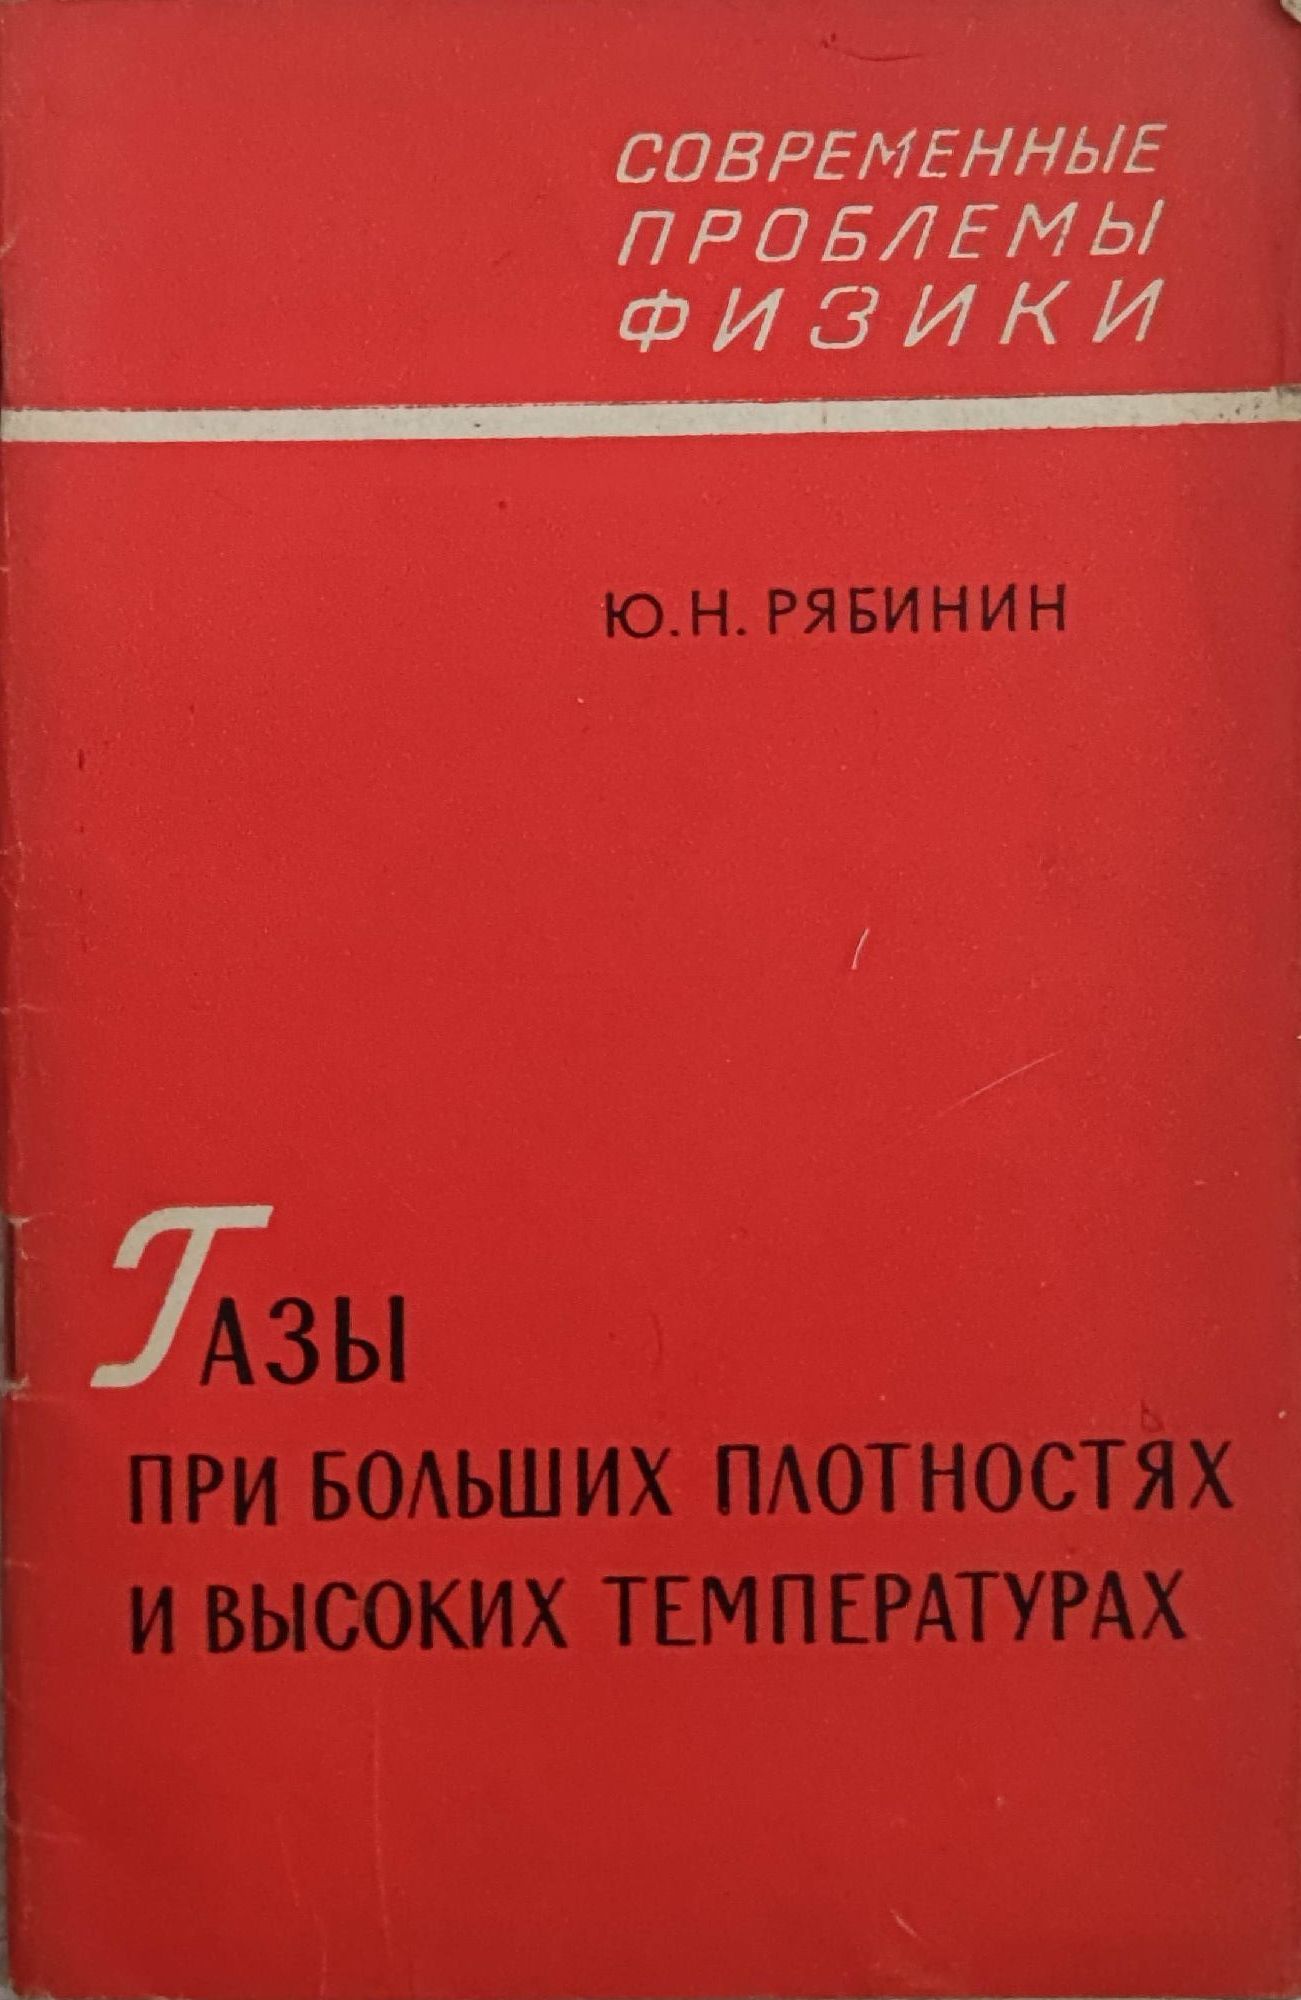 СОВРЕМЕННЫЕ
ПРОБЛЕМЫ
ФИЗИКИ
Ю.Н. РЯБИНИН
ГАЗЫ
ПРИ БОЛЬШИХ ПЛОТНОСТЯХ
И ВЫСОКИХ ТЕМПЕРАТУРАХ